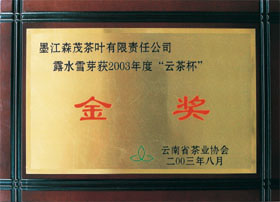 墨江森茂茶叶有限责任公司
露水雪芽获2003年度“云茶杯”
金奖
云南省茶业协会
二00三年八月